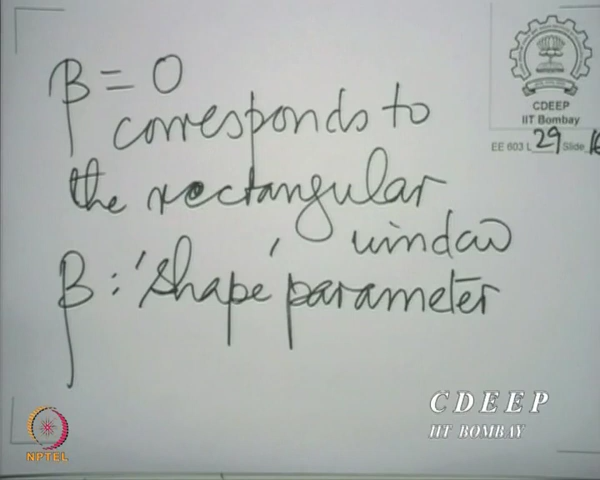 β = 0
corresponds to
the rectangular
window
β : 'shape' parameter
CDEEP
IIT Bombay
EE 603 L 29 Slide 16
CDEEP
IIT BOMBAY
NPTEL